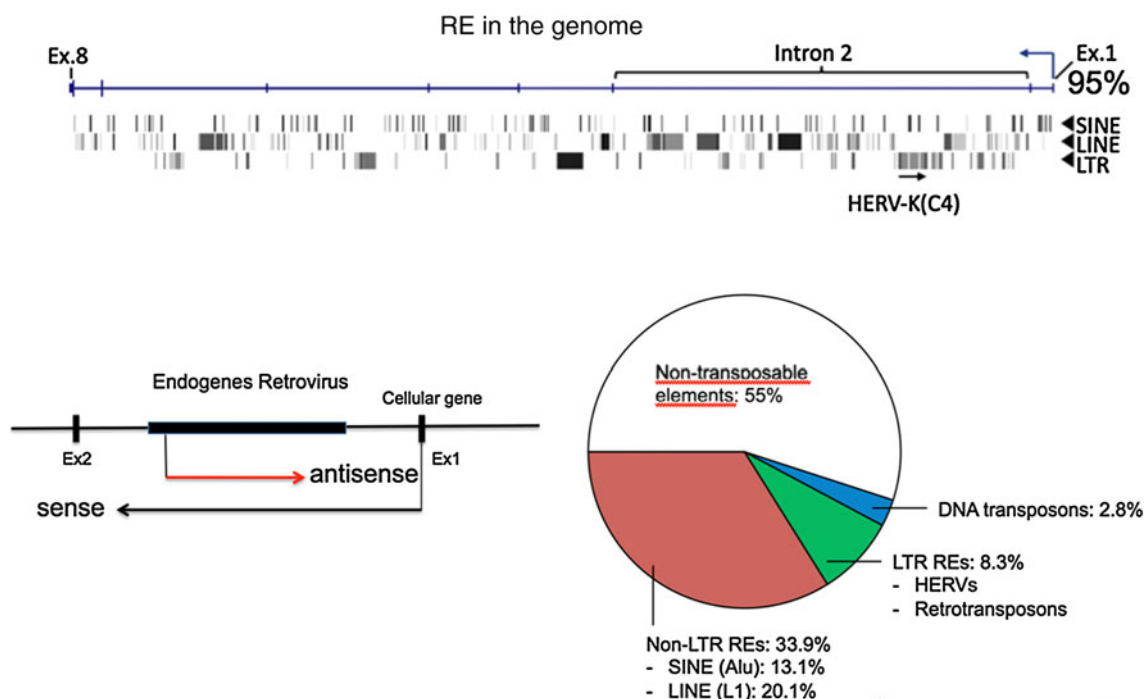 RE in the genome
Ex.8
Intron 2
Ex.1
95%
SINE
LINE
LTR
HERV-K(C4)
Endogenes Retrovirus
Cellular gene
Ex2
Ex1
antisense
sense
Non-transposable
elements: 55%
DNA transposons: 2.8%
LTR REs: 8.3%
- HERVs
- Retrotransposons
Non-LTR REs: 33.9%
- SINE (Alu): 13.1%
- LINE (L1): 20.1%